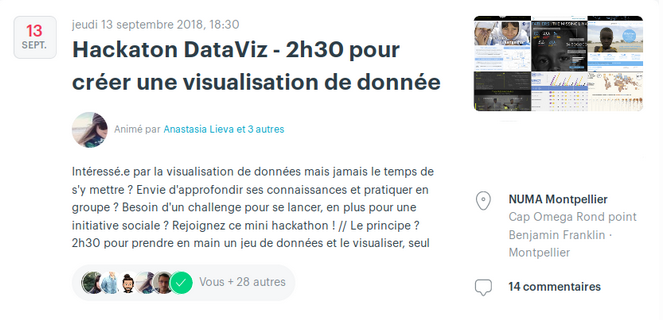 13
SEPT.
jeudi 13 septembre 2018, 18:30
Hackaton DataViz - 2h30 pour
créer une visualisation de donnée
Animé par Anastasia Lieva et 3 autres
Intéressé.e par la visualisation de données mais jamais le temps de
s'y mettre ? Envie d'approfondir ses connaissances et pratiquer en
groupe ? Besoin d'un challenge pour se lancer, en plus pour une
initiative sociale ? Rejoignez ce mini hackathon ! // Le principe ?
2h30 pour prendre en main un jeu de données et le visualiser, seul
Vous + 28 autres
NUMA Montpellier
Cap Omega Rond point
Benjamin Franklin ·
Montpellier
14 commentaires